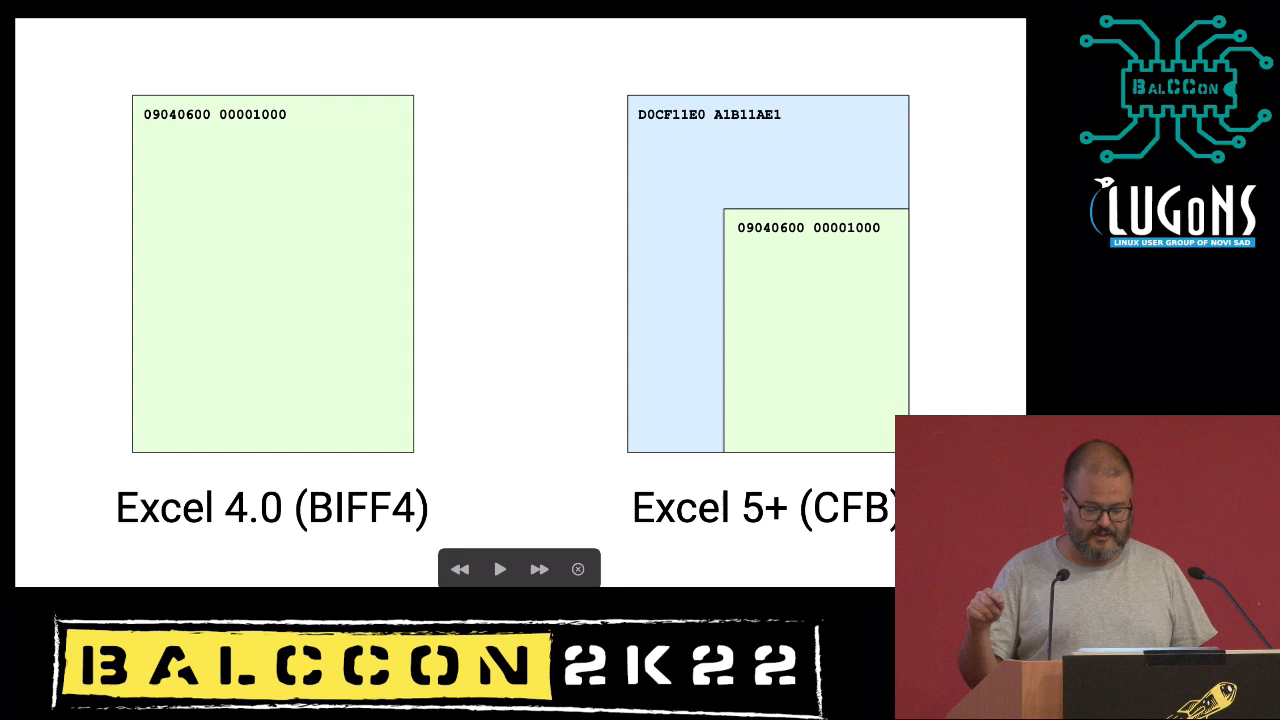 09040600 00001000
D0CF11E0 A1B11AE1
09040600 00001000
Excel 4.0 (BIFF4)
Excel 5+ (CFB)
BALCCON
LUGONS
LINUX USER GROUP OF NOVI SAD
BALCCON 2K22